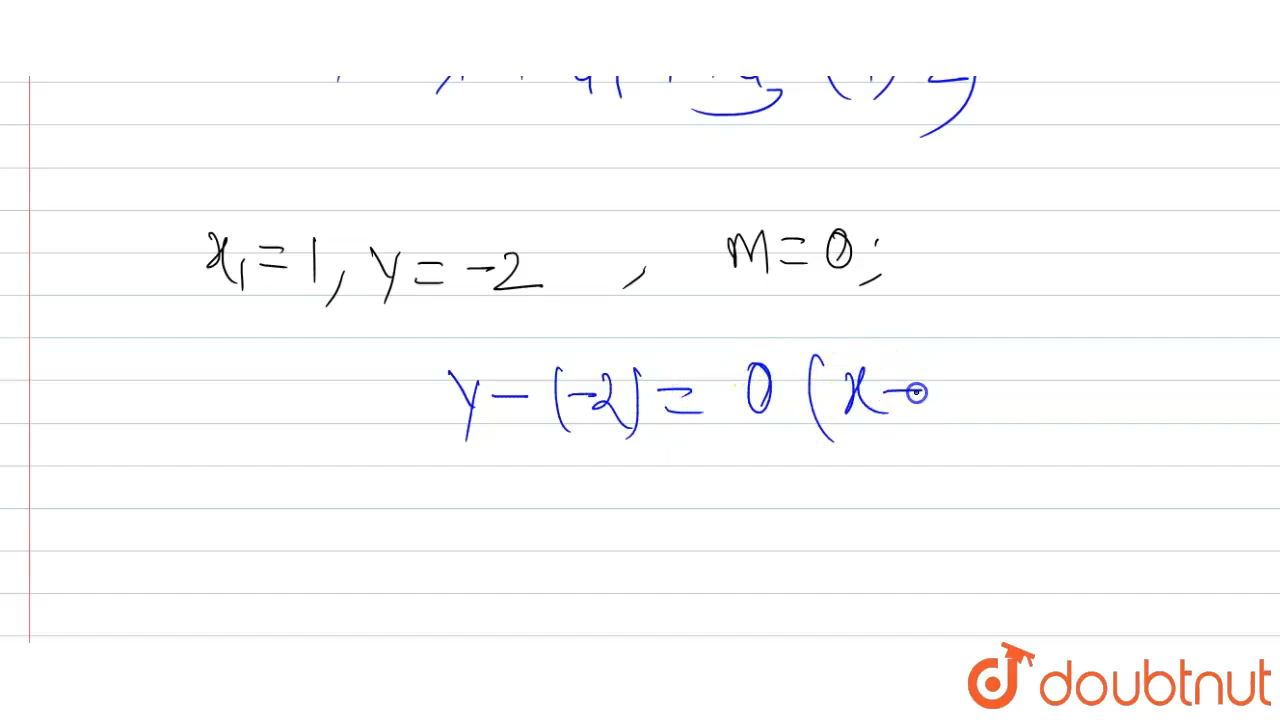 x₁ = 1, y = -2 , m = 0;
y - (-2) = 0 (x -
doubtnut